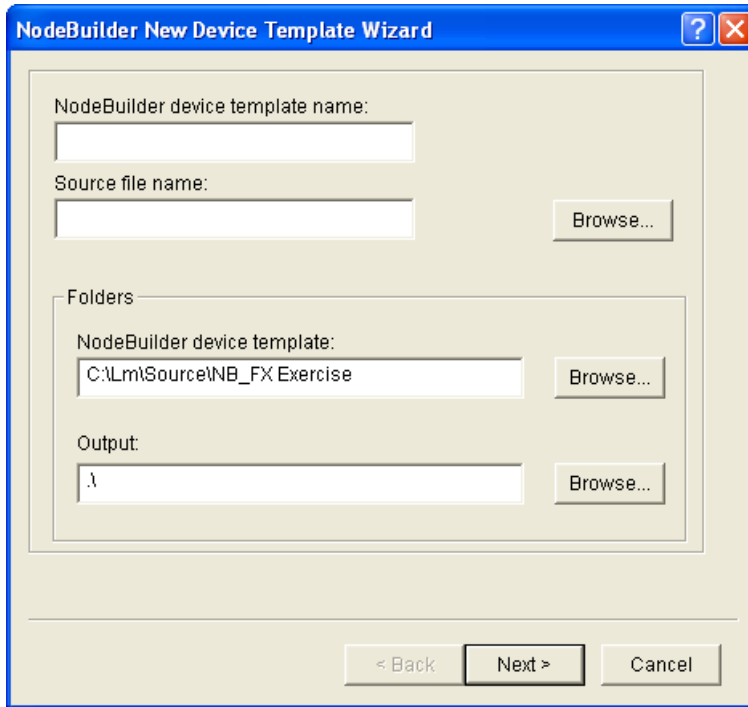 NodeBuilder New Device Template Wizard
NodeBuilder device template name:
Source file name:
Browse...
Folders
NodeBuilder device template:
C:\Lm\Source\NB_FX Exercise
Browse...
Output:
.\
Browse...
< Back
Next >
Cancel